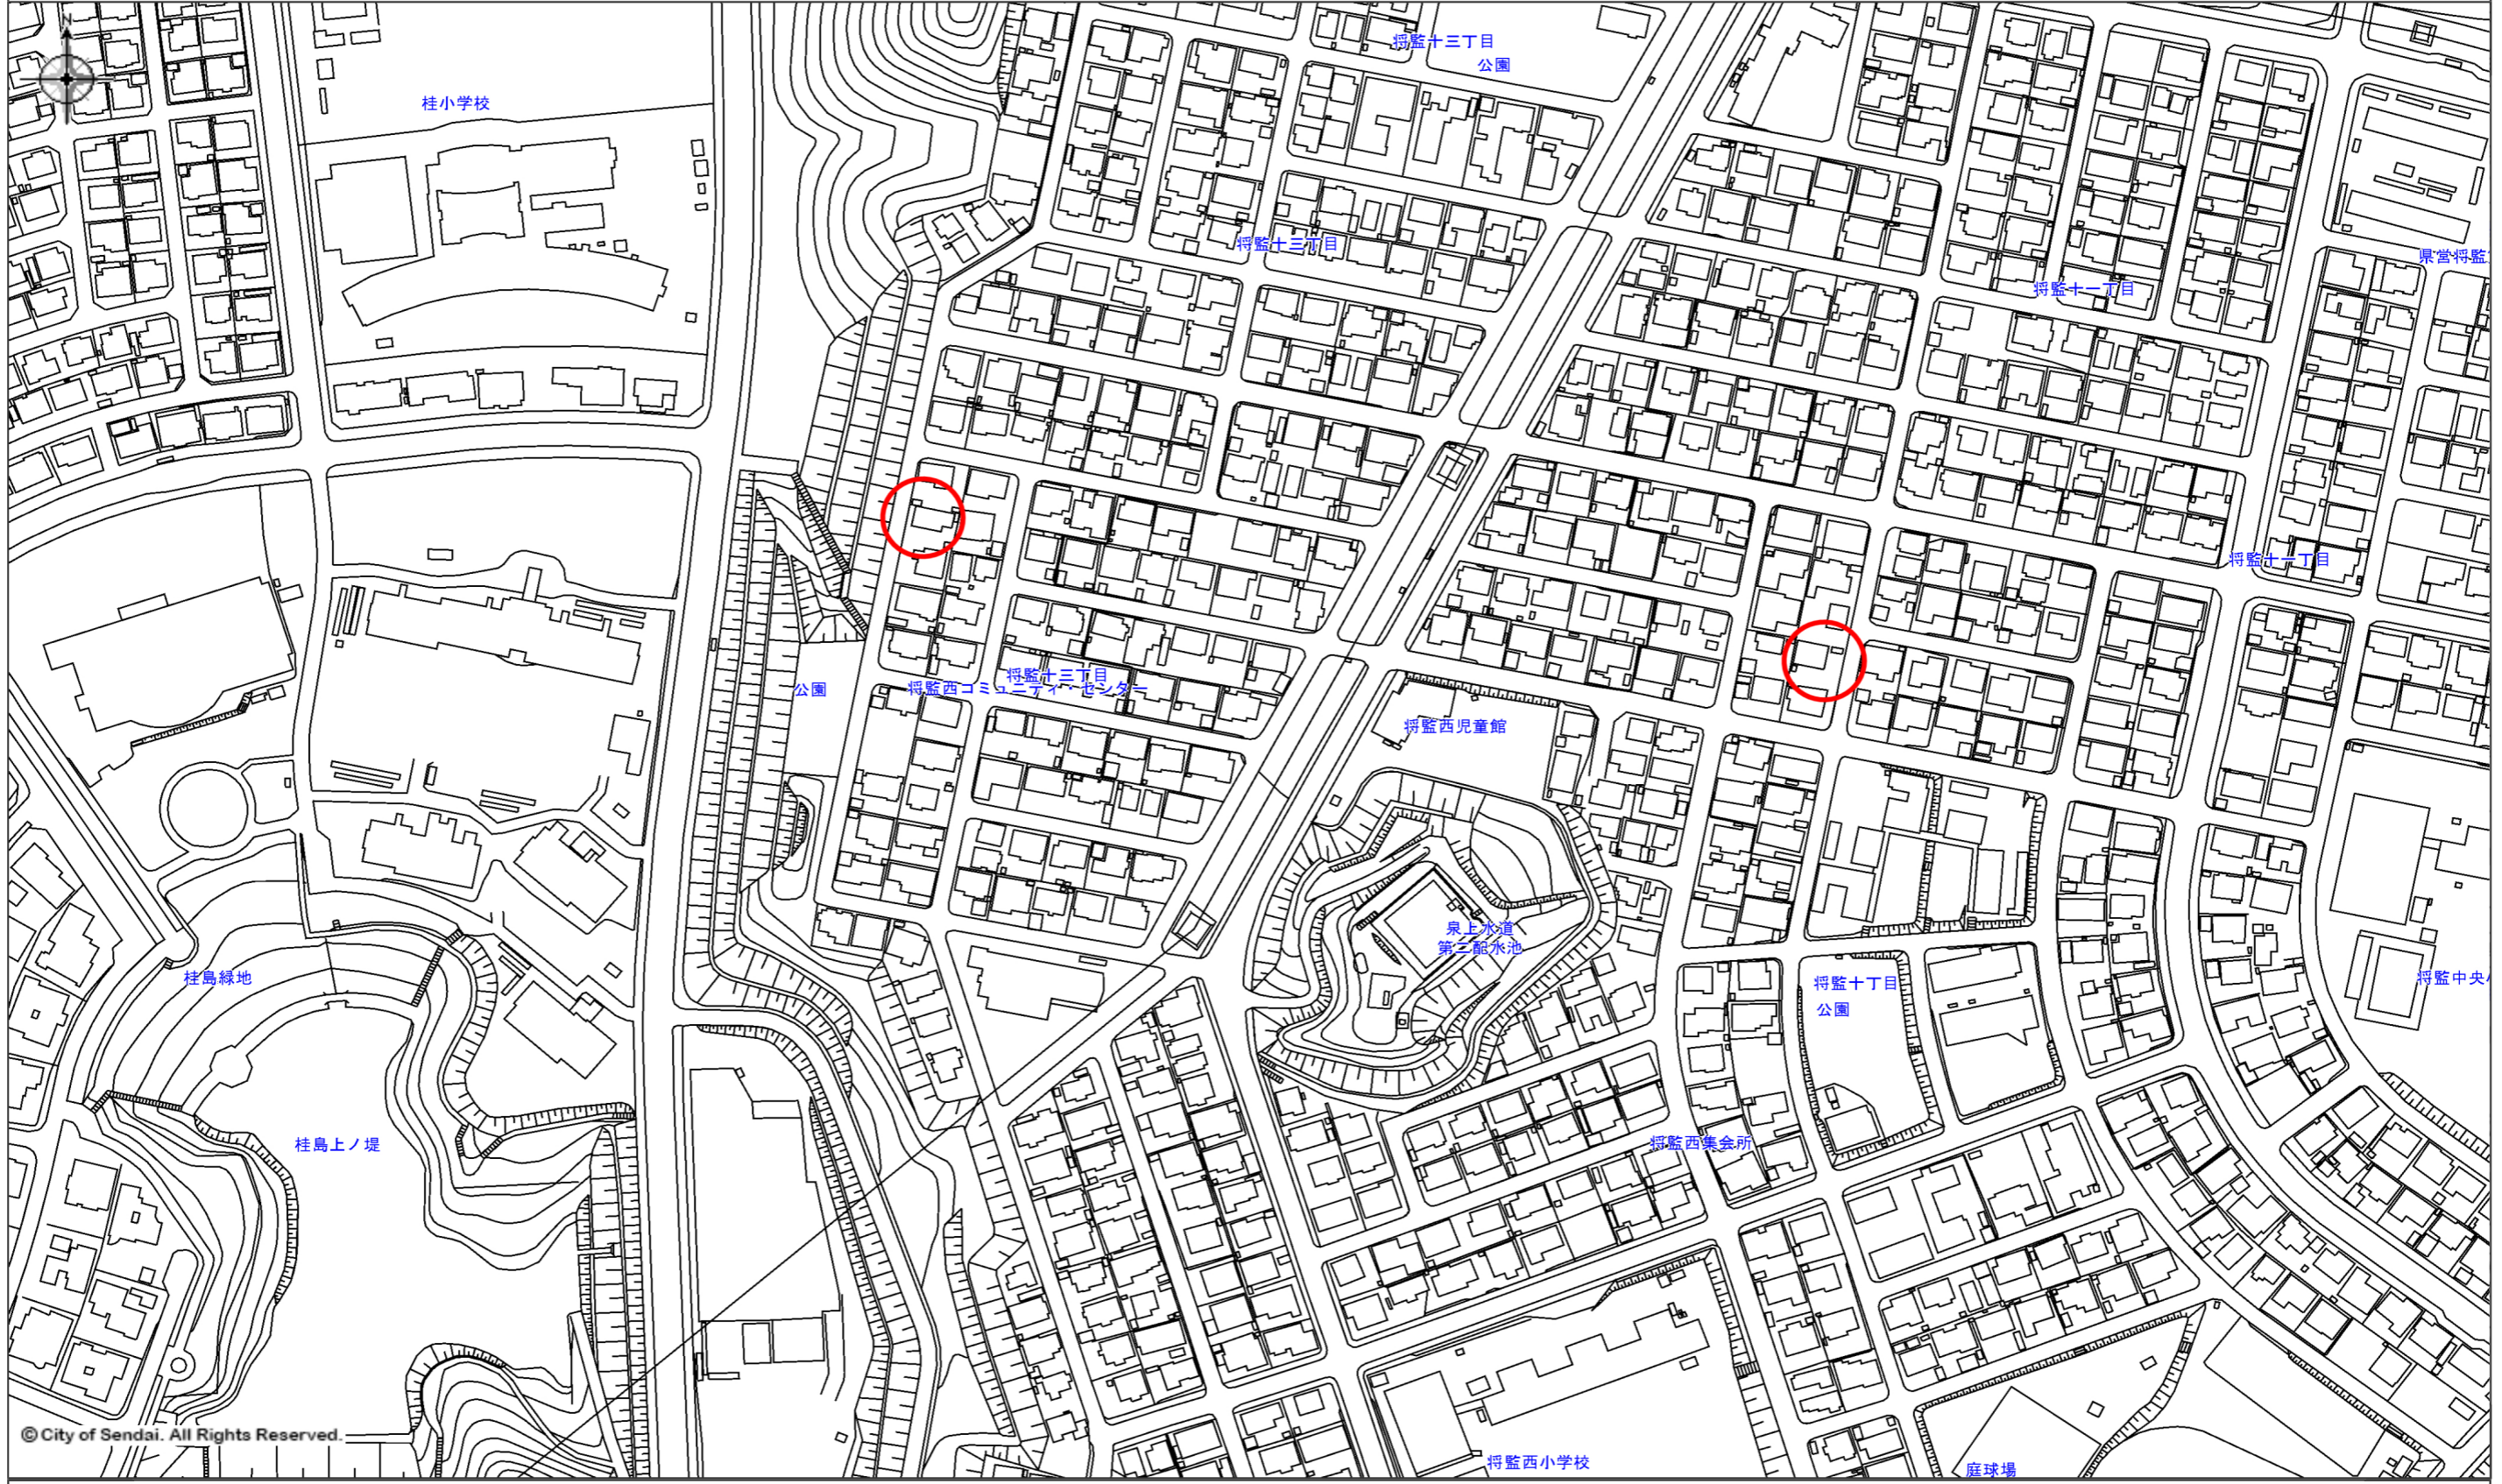 将監十三丁目
公園
N
桂小学校
将監十三丁目
県営将監
将監十一丁目
将監十一丁目
将監十三丁目
将監西コミュニティ・センター
公園
将監西児童館
泉上水道
第二配水池
桂島緑地
将監十丁目
公園
将監中央
桂島上ノ堤
将監西集会所
© City of Sendai. All Rights Reserved.
将監西小学校
庭球場